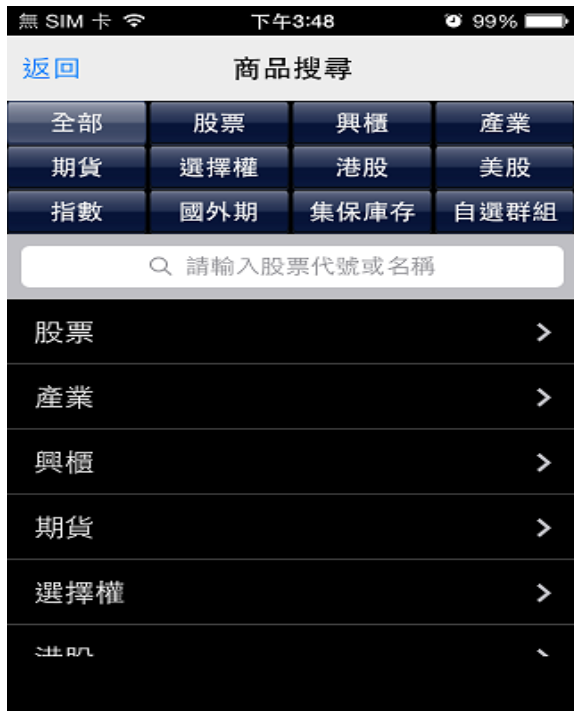 無 SIM 卡 下午3:48 99%
返回 商品搜尋
全部 股票 興櫃 產業
期貨 選擇權 港股 美股
指數 國外期 集保庫存 自選群組
請輸入股票代號或名稱
股票
產業
興櫃
期貨
選擇權
港股